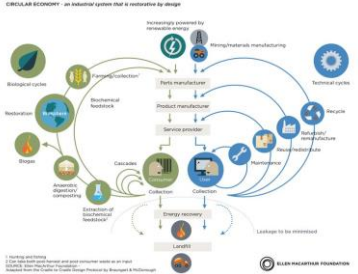 CIRCULAR ECONOMY - an industrial system that is restorative by design
Increasingly powered by
renewable energy
Mining/materials manufacturing
Biological cycles
Farming/collection¹
Parts manufacturer
Technical cycles
Biochemical
feedstock
Product manufacturer
Recycle
Restoration
Biosphere
Service provider
Refurbish/
remanufacture
Reuse/redistribute
Biogas
Cascades
Maintenance
Consumer
User
Anaerobic
digestion/
composting
Collection
Collection
Extraction of
biochemical
feedstock²
Energy recovery
Leakage to be minimised
Landfill
1 Hunting and fishing
2 Can take both post-harvest and post-consumer waste as an input
SOURCE: Ellen MacArthur Foundation -
Adapted from the Cradle to Cradle Design Protocol by Braungart & McDonough
ELLEN MACARTHUR FOUNDATION